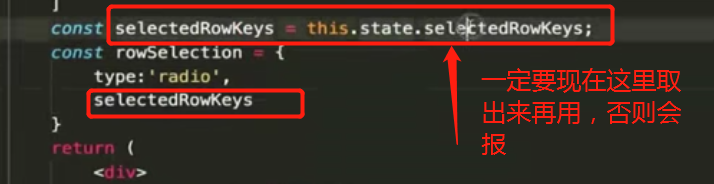 ]
const selectedRowKeys = this.state.selectedRowKeys;
const rowSelection = {
type:'radio',
selectedRowKeys
}
return (
<div>
一定要现在这里取
出来再用，否则会
报